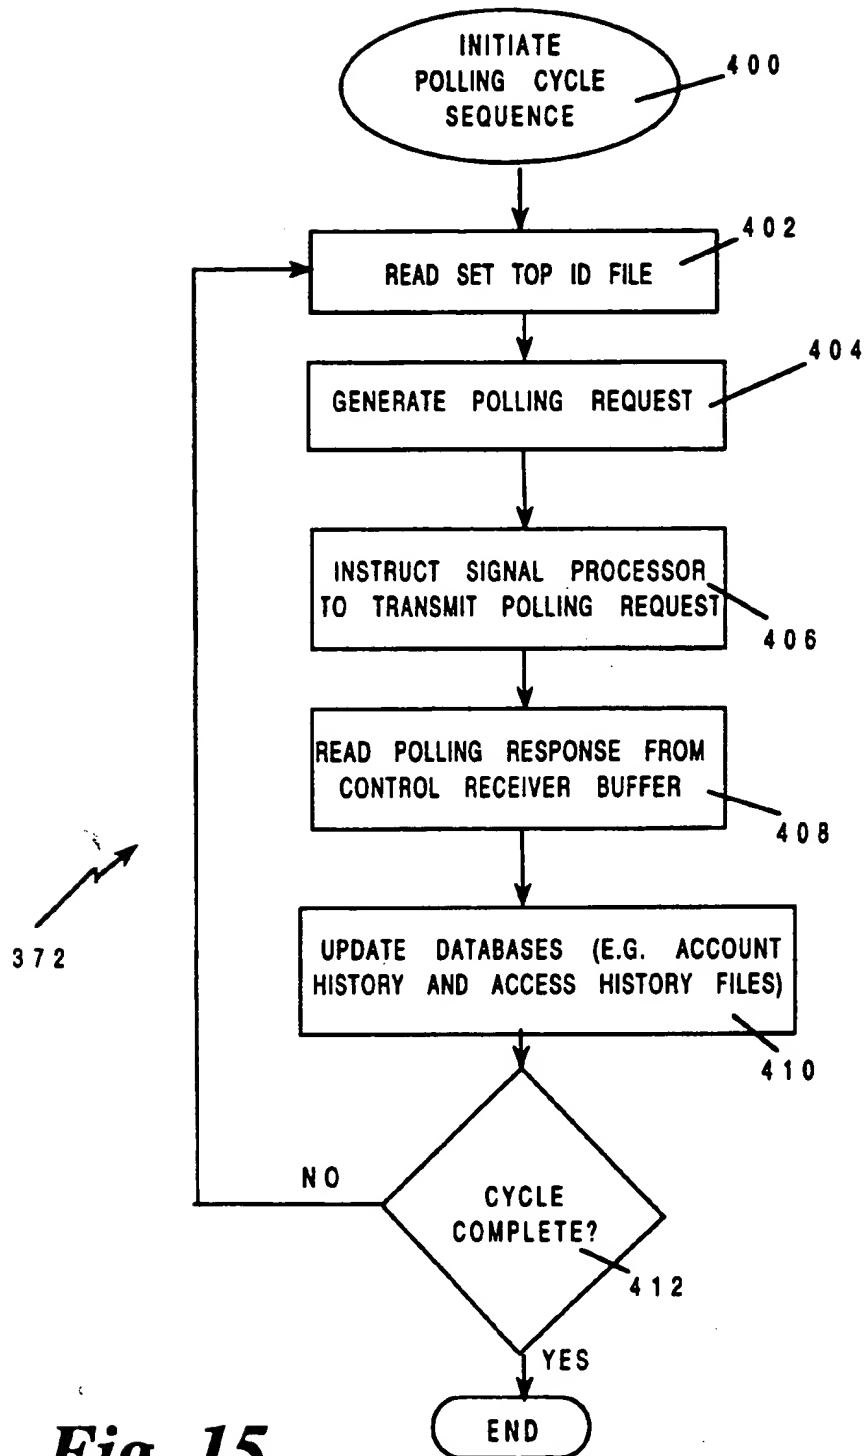 INITIATE
POLLING CYCLE
SEQUENCE
400
402
READ SET TOP ID FILE
404
GENERATE POLLING REQUEST
INSTRUCT SIGNAL PROCESSOR
TO TRANSMIT POLLING REQUEST
406
READ POLLING RESPONSE FROM
CONTROL RECEIVER BUFFER
408
372
UPDATE DATABASES (E.G. ACCOUNT
HISTORY AND ACCESS HISTORY FILES)
410
NO
CYCLE
COMPLETE?
412
YES
END
Fig. 15